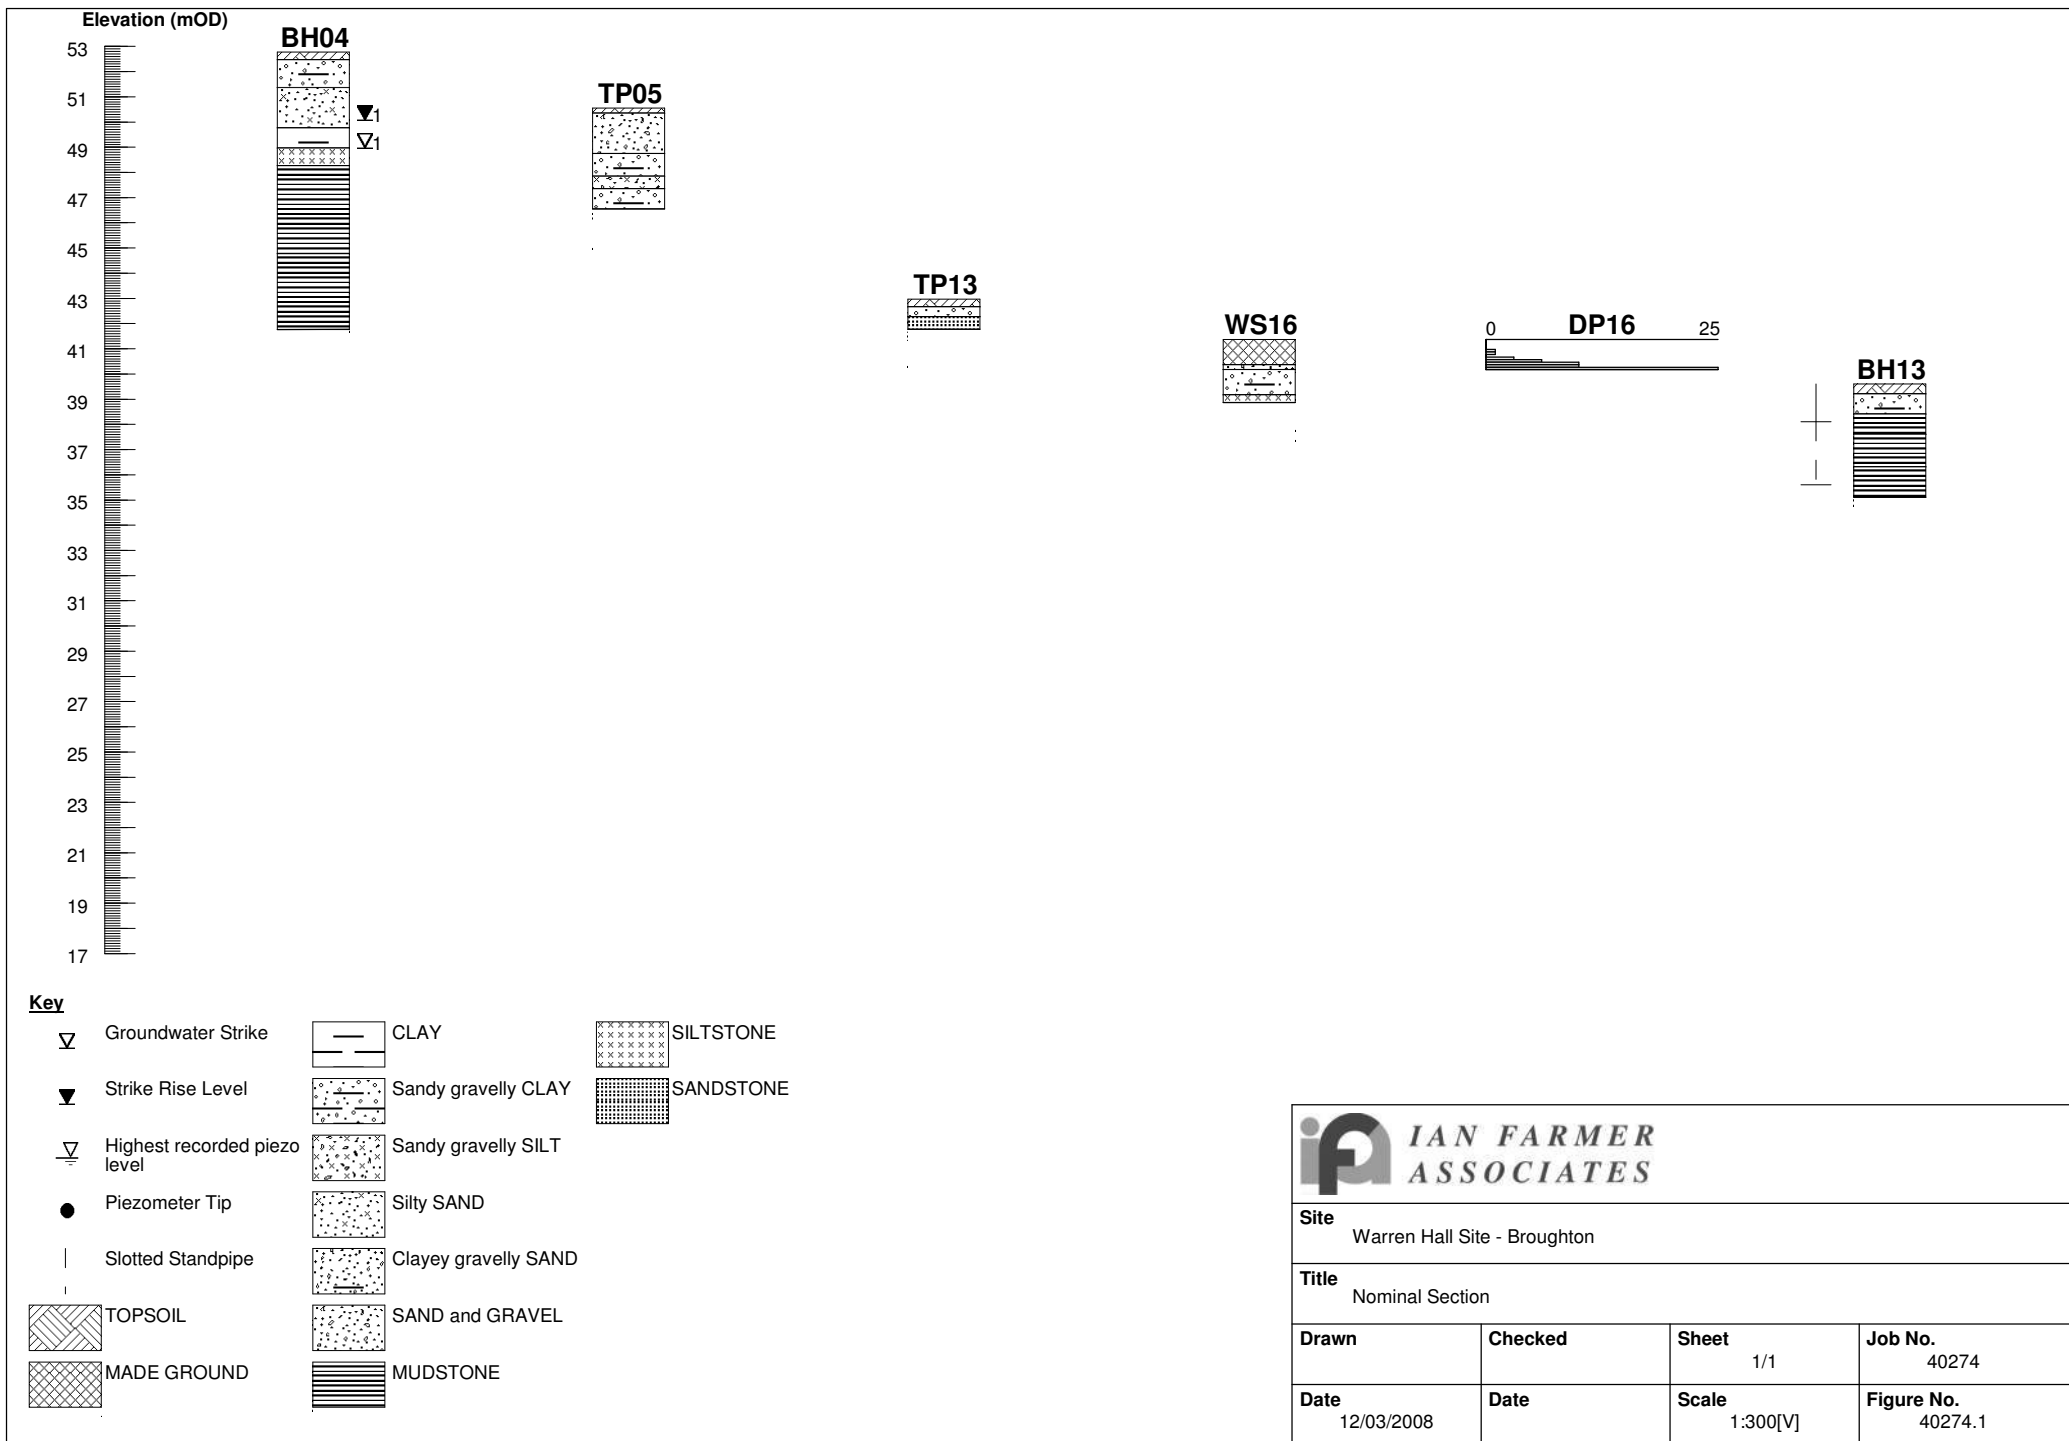 Elevation (mOD)
53
51
49
47
45
43
41
39
37
35
33
31
29
27
25
23
21
19
17
BH04
1
1
TP05
TP13
WS16
0 DP16 25
BH13
Key
Groundwater Strike
Strike Rise Level
Highest recorded piezo
level
Piezometer Tip
Slotted Standpipe
TOPSOIL
MADE GROUND
CLAY
Sandy gravelly CLAY
Sandy gravelly SILT
Silty SAND
Clayey gravelly SAND
SAND and GRAVEL
MUDSTONE
SILTSTONE
SANDSTONE
ifa
IAN FARMER
ASSOCIATES
Site
Warren Hall Site - Broughton
Title
Nominal Section
Drawn Checked Sheet Job No.
1/1 40274
Date Date Scale Figure No.
12/03/2008 1:300[V] 40274.1